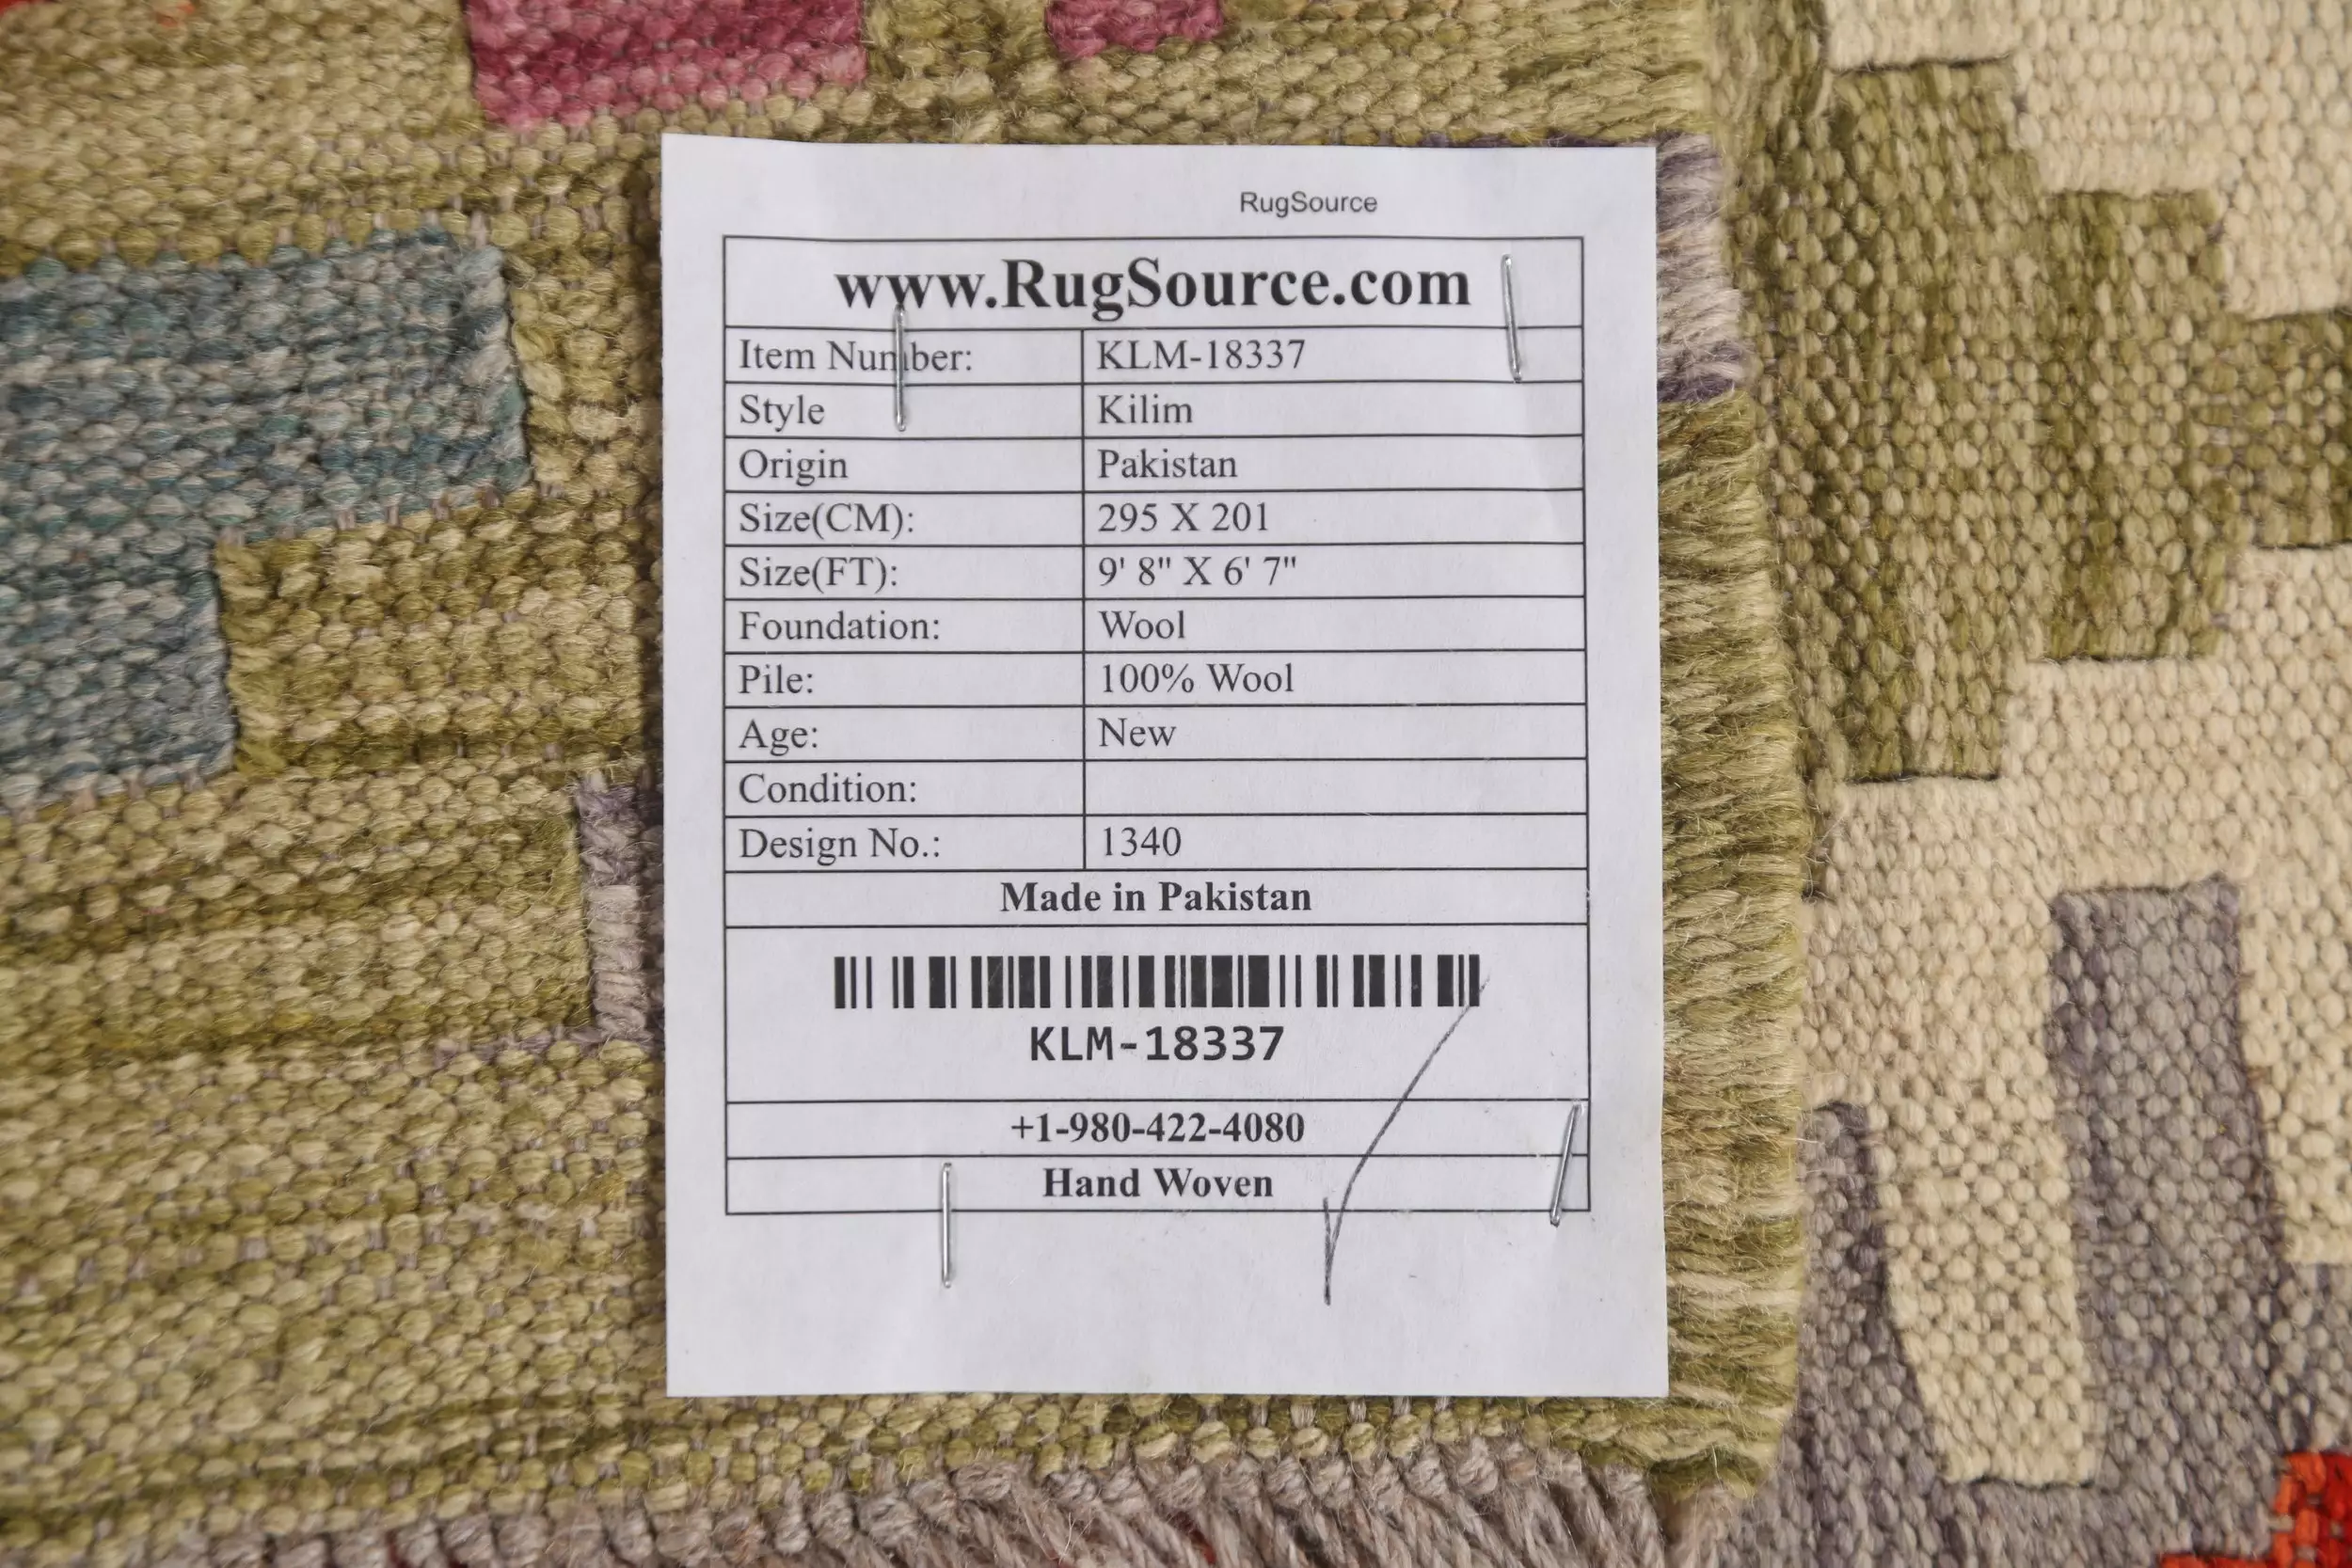 RugSource
www.RugSource.com
Item Number: KLM-18337
Style Kilim
Origin Pakistan
Size(CM): 295 X 201
Size(FT): 9' 8" X 6' 7"
Foundation: Wool
Pile: 100% Wool
Age: New
Condition:
Design No.: 1340
Made in Pakistan
KLM-18337
+1-980-422-4080
Hand Woven